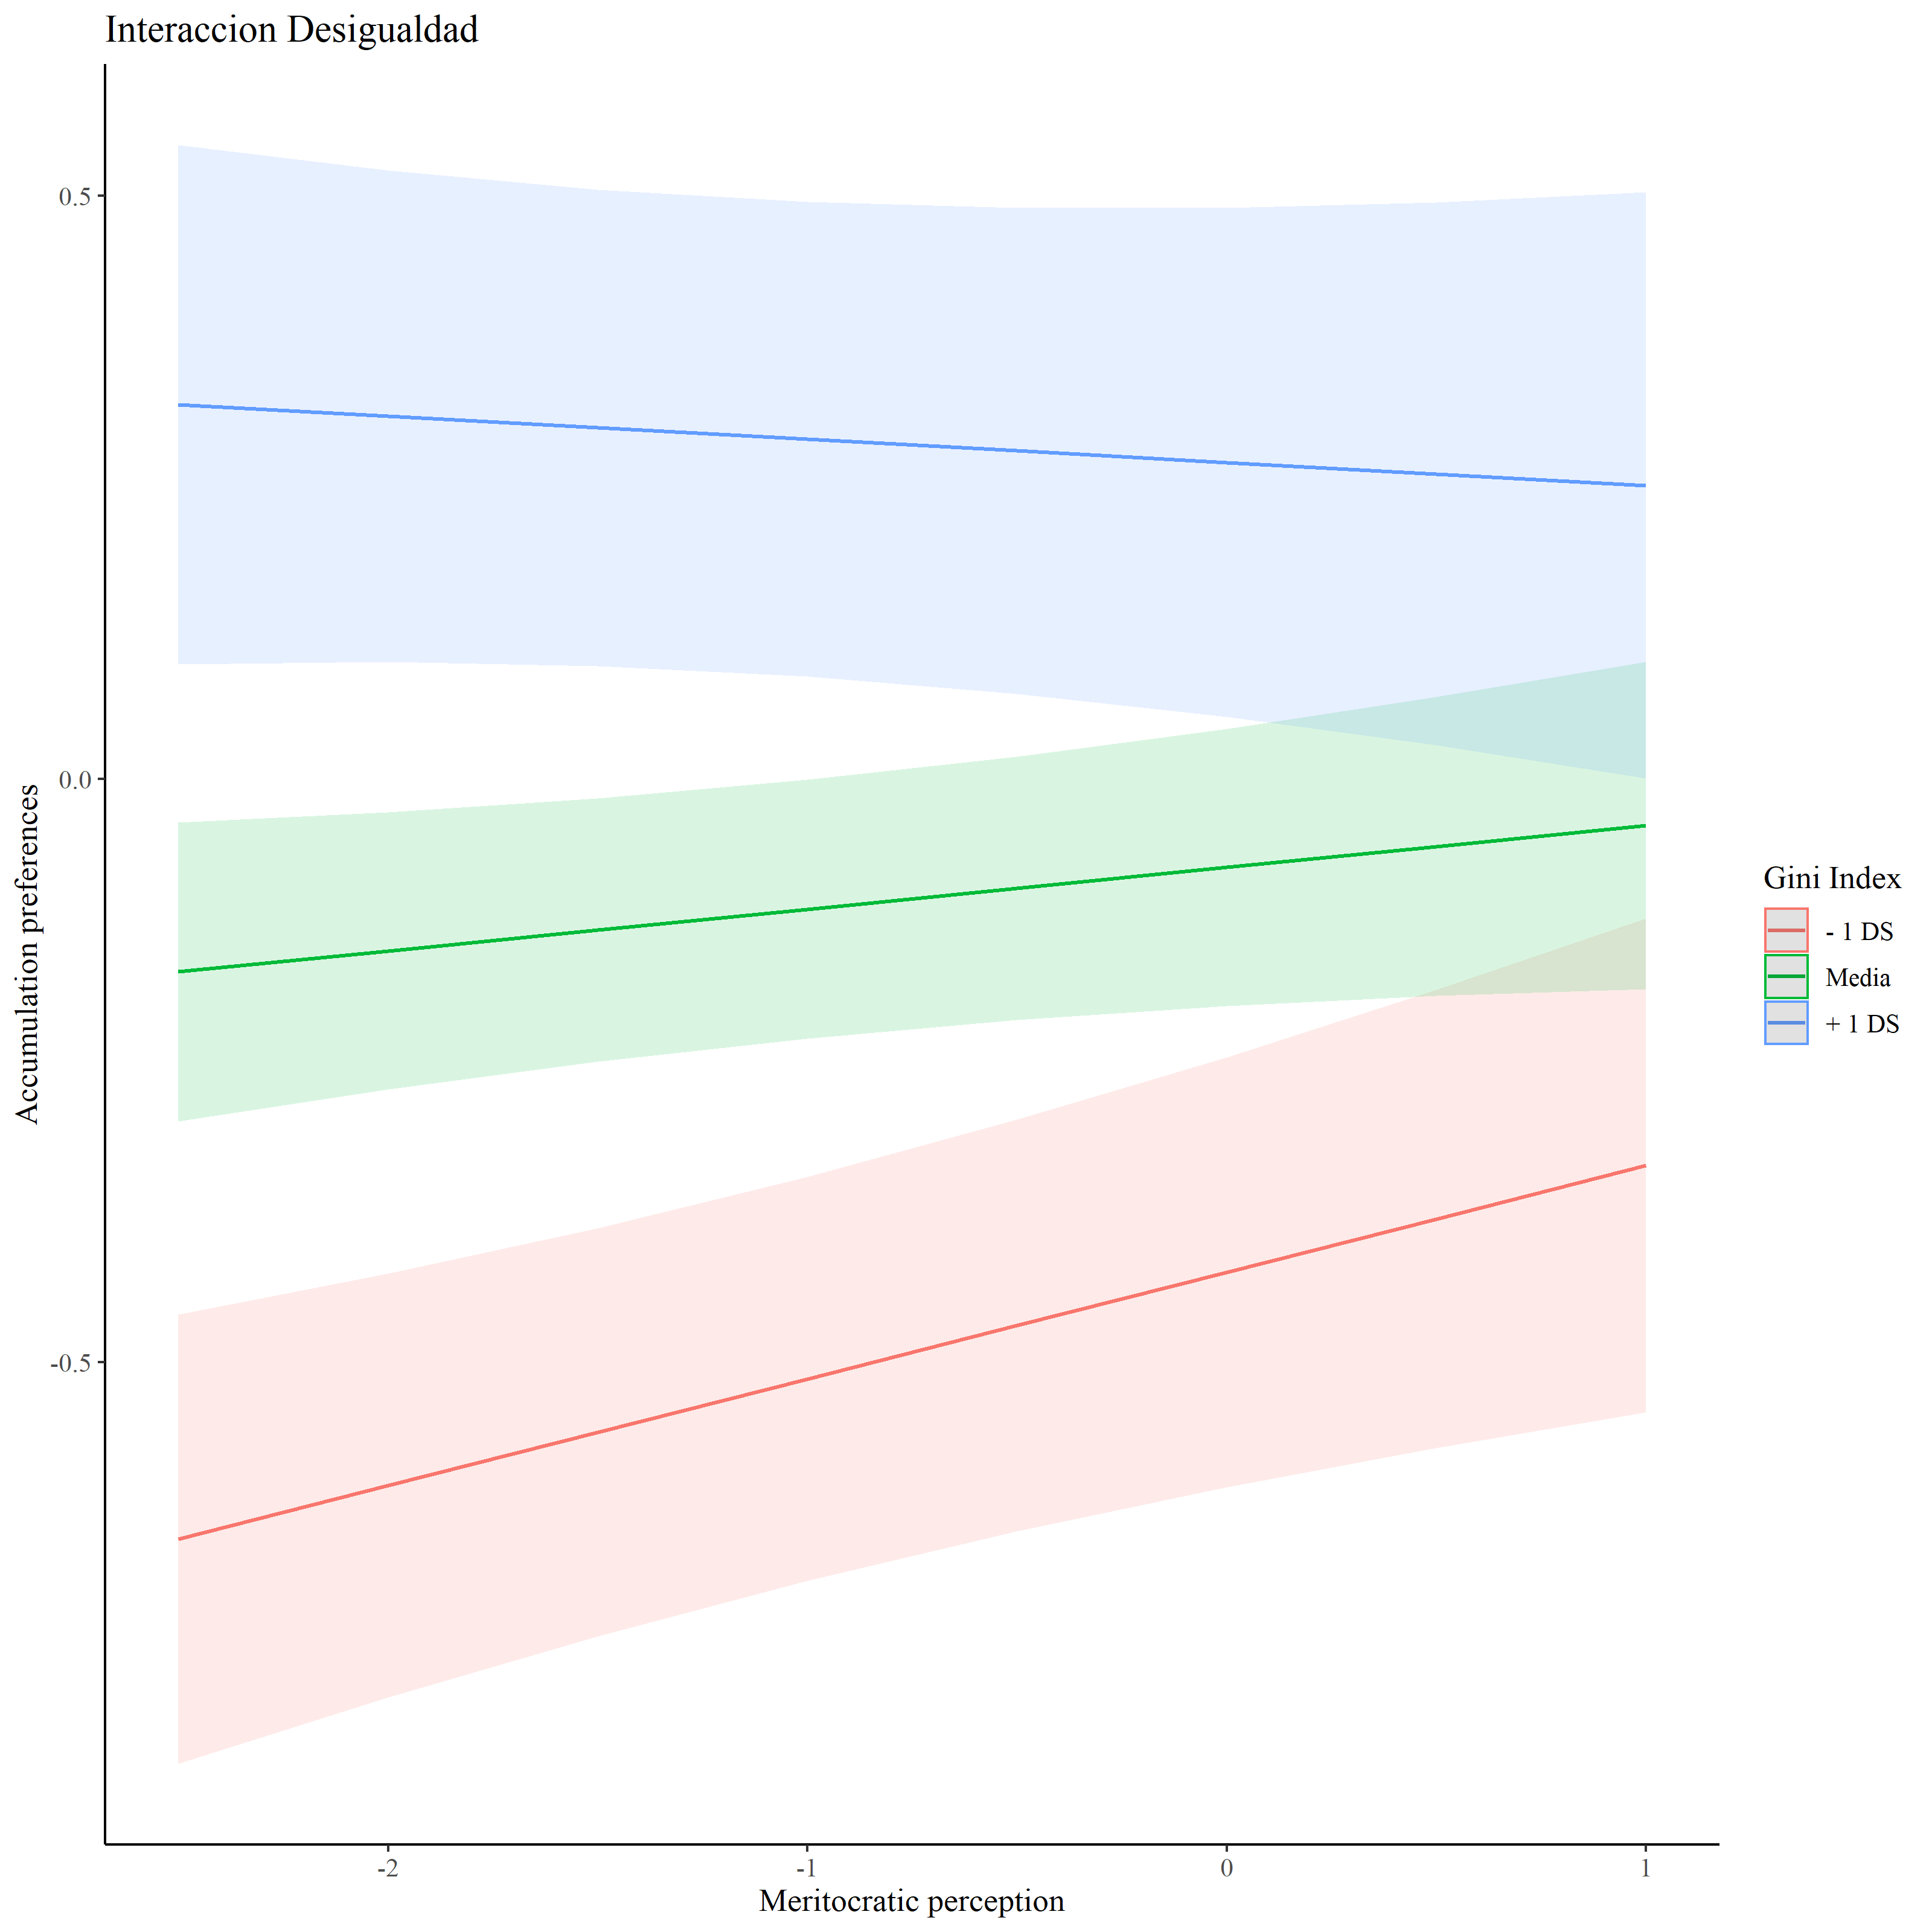 Interaccion Desigualdad
0.5
0.0
-0.5
Accumulation preferences
-2
-1
0
1
Meritocratic perception
Gini Index
- 1 DS
Media
+ 1 DS